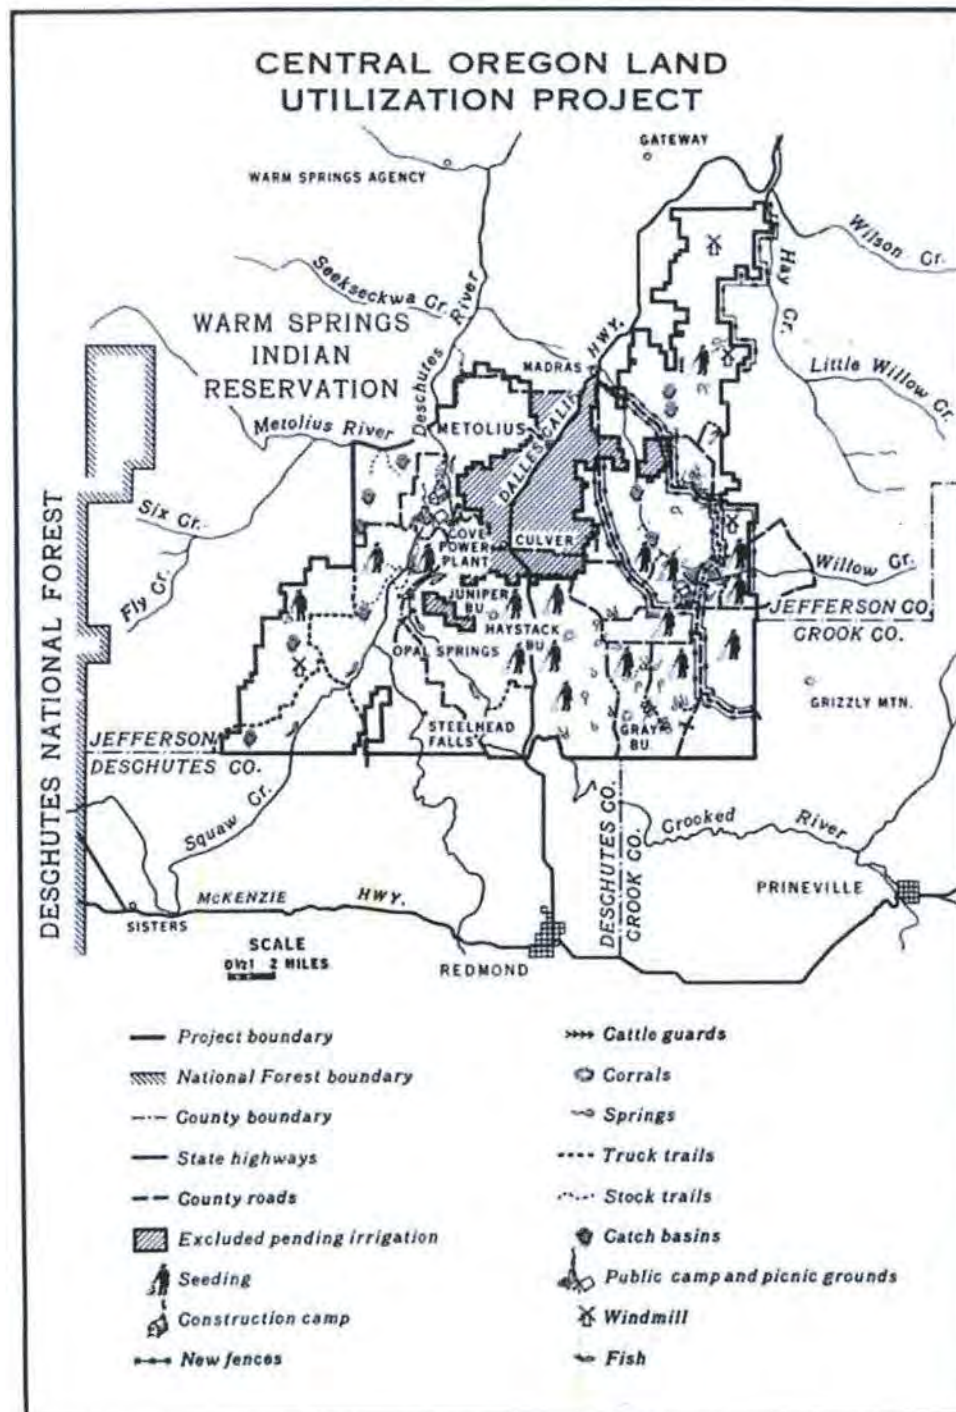 CENTRAL OREGON LAND
UTILIZATION PROJECT
GATEWAY
WARM SPRINGS AGENCY
Wilson Cr.
Hay Cr.
Seekseckwa Cr.
Deschutes River
WARM SPRINGS
INDIAN
RESERVATION
MADRAS
HWY.
Little Willow Cr.
Metolius River
METOLIUS
DALLES CALIF
DESCHUTES NATIONAL FOREST
Six Cr.
Fly Cr.
COVE
POWER
PLANT
CULVER
Willow Cr.
JUNIPER
BU.
HAYSTACK
BU.
JEFFERSON CO.
CROOK CO.
OPAL SPRINGS
GRIZZLY MTN.
STEELHEAD
FALLS
GRAY
BU.
JEFFERSON
DESCHUTES CO.
Squaw Cr.
DESCHUTES CO.
CROOK CO.
Crooked River
PRINEVILLE
McKENZIE HWY.
SISTERS
SCALE
0 ½ 1 2 MILES
REDMOND
Project boundary
National Forest boundary
County boundary
State highways
County roads
Excluded pending irrigation
Seeding
Construction camp
New fences
Cattle guards
Corrals
Springs
Truck trails
Stock trails
Catch basins
Public camp and picnic grounds
Windmill
Fish